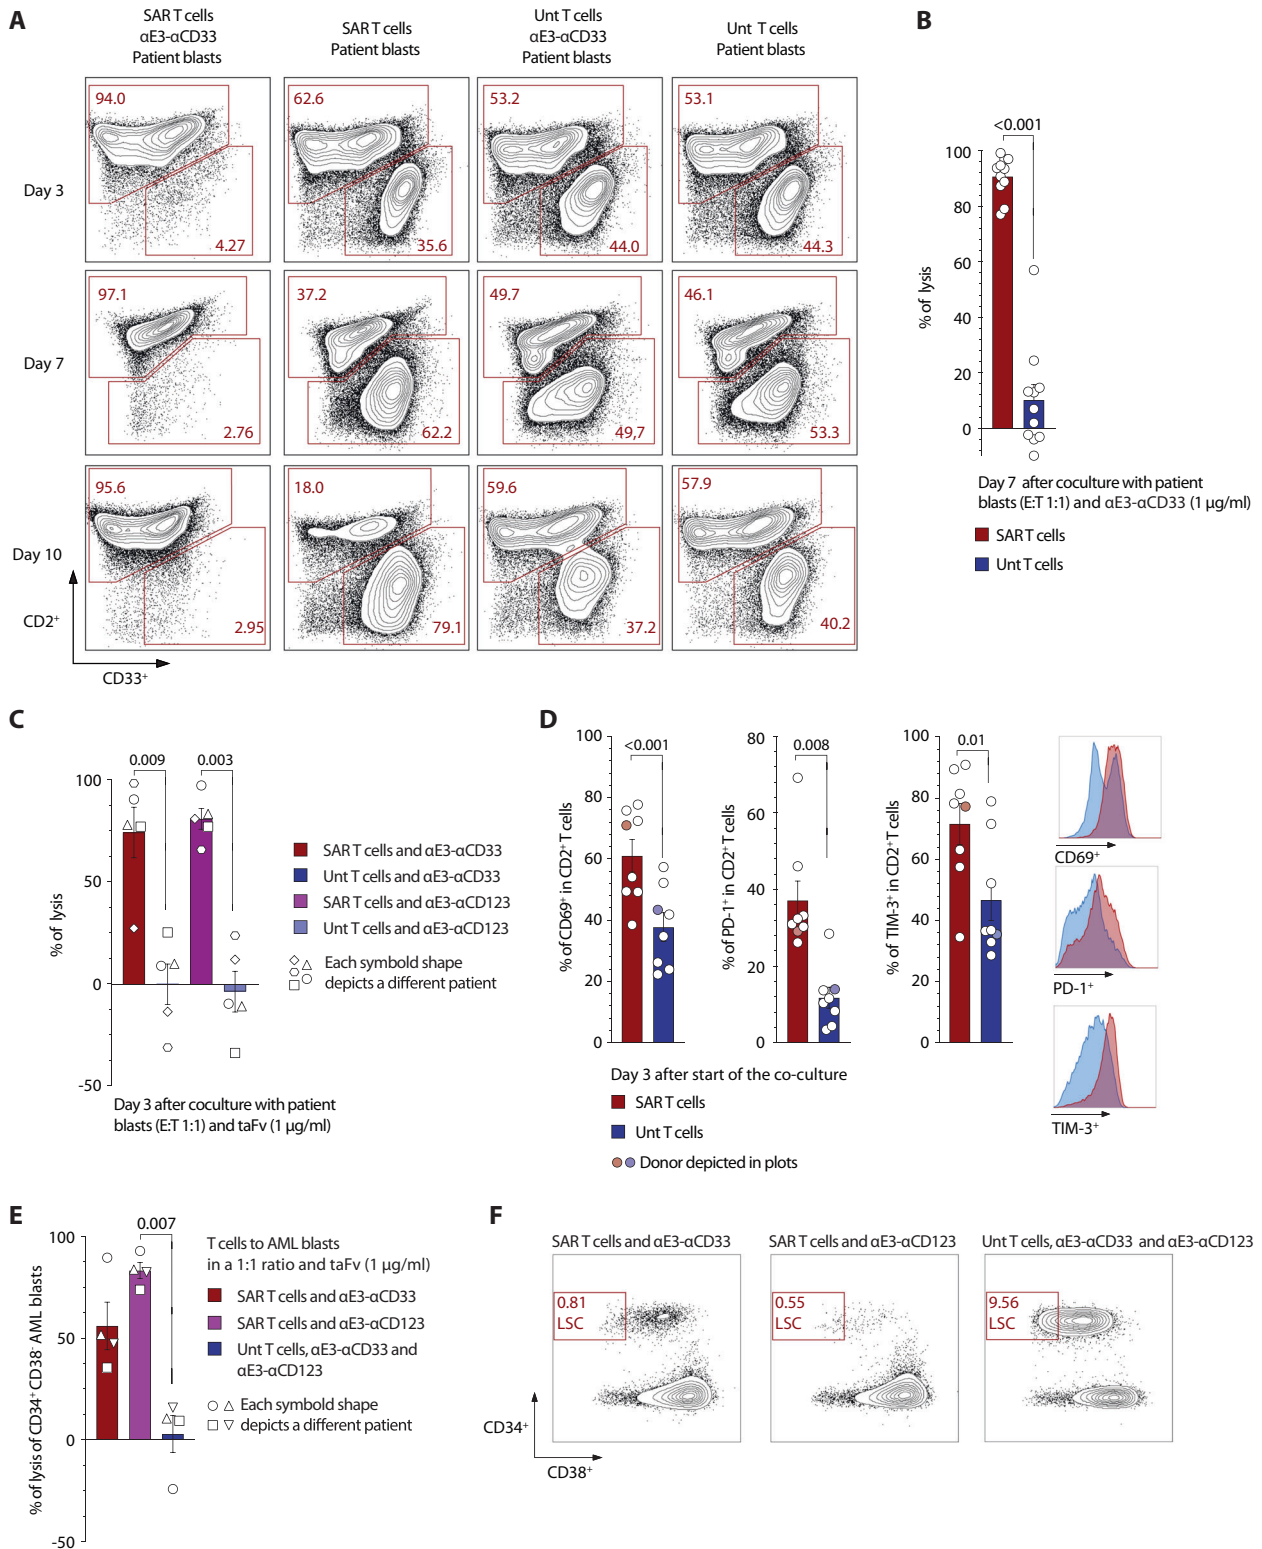 A
SAR T cells
αE3-αCD33
Patient blasts
SAR T cells
Patient blasts
Unt T cells
αE3-αCD33
Patient blasts
Unt T cells
Patient blasts
Day 3
94.0
4.27
62.6
35.6
53.2
44.0
53.1
44.3
Day 7
97.1
2.76
37.2
62.2
49.7
49,7
46.1
53.3
Day 10
95.6
2.95
18.0
79.1
59.6
37.2
57.9
40.2
CD2⁺
CD33⁺
B
<0.001
% of lysis
100
80
60
40
20
0
Day 7 after coculture with patient
blasts (E:T 1:1) and αE3-αCD33 (1 µg/ml)
SAR T cells
Unt T cells
C
0.009
0.003
% of lysis
100
50
0
-50
Day 3 after coculture with patient
blasts (E:T 1:1) and taFv (1 µg/ml)
SAR T cells and αE3-αCD33
Unt T cells and αE3-αCD33
SAR T cells and αE3-αCD123
Unt T cells and αE3-αCD123
Each symbold shape
depicts a different patient
D
<0.001
% of CD69⁺ in CD2⁺ T cells
100
80
60
40
20
0
0.008
% of PD-1⁺ in CD2⁺ T cells
80
60
40
20
0
0.01
% of TIM-3⁺ in CD2⁺ T cells
100
80
60
40
20
0
CD69⁺
PD-1⁺
TIM-3⁺
Day 3 after start of the co-culture
SAR T cells
Unt T cells
Donor depicted in plots
E
0.007
% of lysis of CD34⁺ CD38⁻ AML blasts
100
50
0
-50
T cells to AML blasts
in a 1:1 ratio and taFv (1 µg/ml)
SAR T cells and αE3-αCD33
SAR T cells and αE3-αCD123
Unt T cells, αE3-αCD33 and
αE3-αCD123
Each symbold shape
depicts a different patient
F
SAR T cells and αE3-αCD33
SAR T cells and αE3-αCD123
Unt T cells, αE3-αCD33 and αE3-αCD123
0.81
LSC
0.55
LSC
9.56
LSC
CD34⁺
CD38⁺